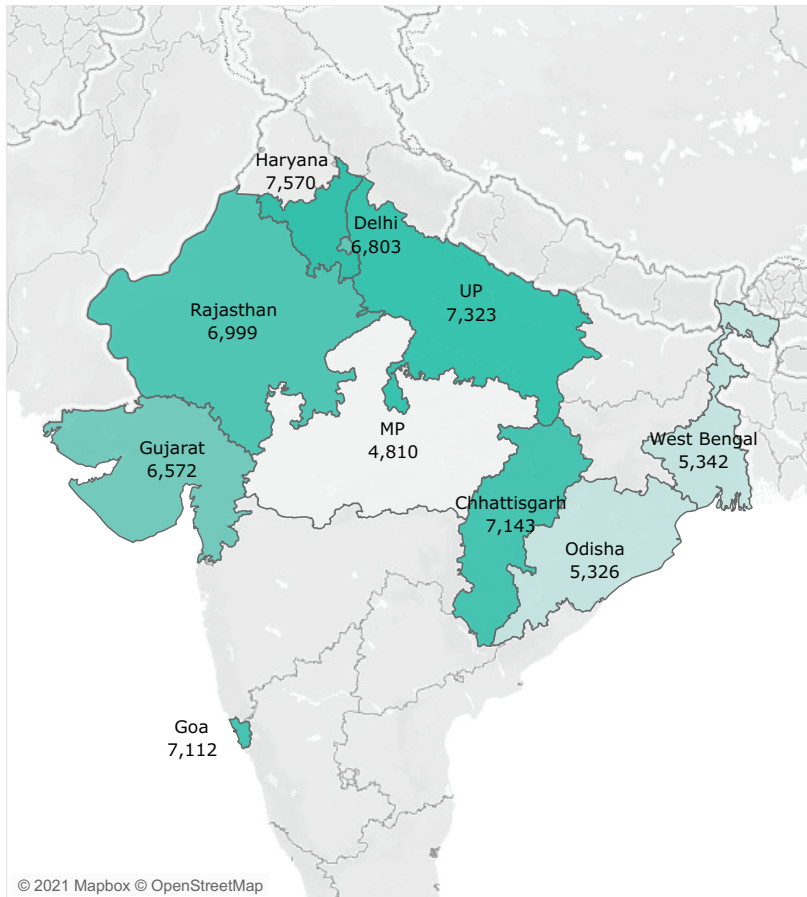 Haryana
7,570
Delhi
6,803
UP
7,323
Rajasthan
6,999
MP
4,810
Gujarat
6,572
West Bengal
5,342
Chhattisgarh
7,143
Odisha
5,326
Goa
7,112
© 2021 Mapbox © OpenStreetMap